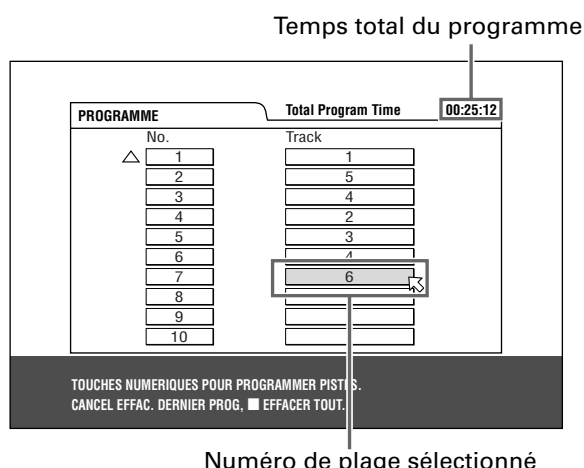 Temps total du programme
PROGRAMME Total Program Time 00:25:12
No. Track
1 1
2 5
3 4
4 2
5 3
6 4
7 6
8
9
10
TOUCHES NUMERIQUES POUR PROGRAMMER PISTES.
CANCEL EFFAC. DERNIER PROG, ■ EFFACER TOUT.
Numéro de plage sélectionné